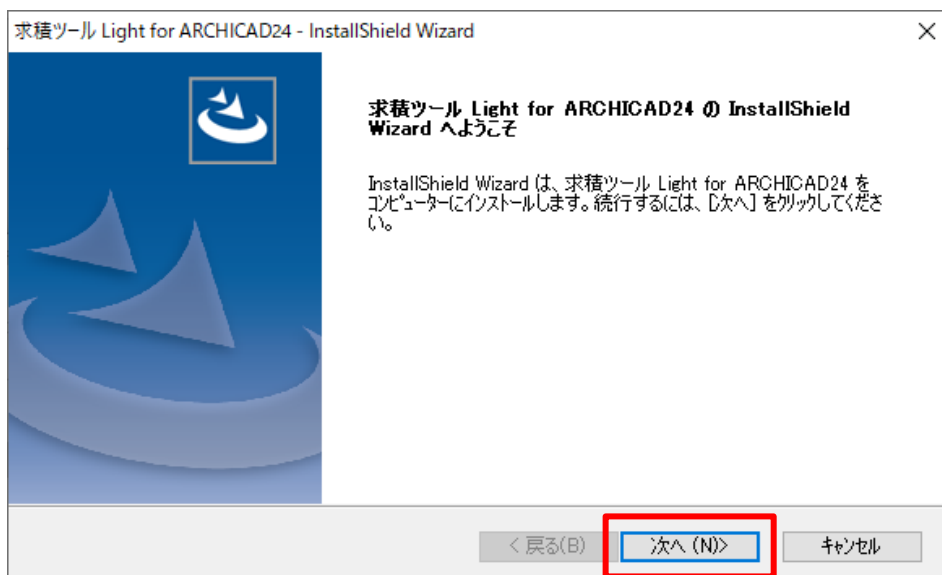 求積ツール Light for ARCHICAD24 - InstallShield Wizard
求積ツール Light for ARCHICAD24 の InstallShield
Wizard へようこそ
InstallShield Wizard は、求積ツール Light for ARCHICAD24 を
コンピューターにインストールします。続行するには、[次へ] をクリックしてくださ
い。
< 戻る(B)
次へ (N)>
キャンセル